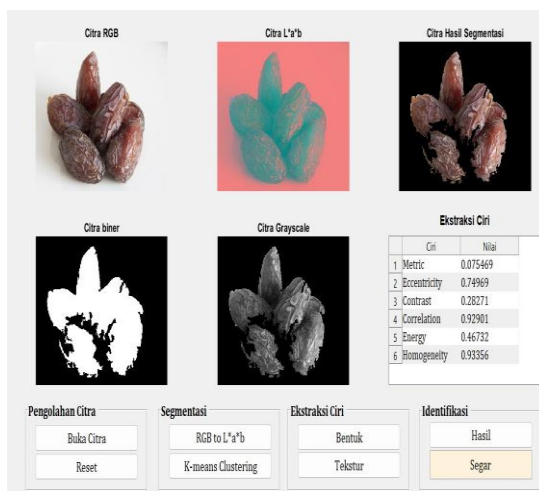 Citra RGB
Citra L*a*b
Citra Hasil Segmentasi
Citra biner
Citra Grayscale
Ekstraksi Ciri
Ciri Nilai
1 Metric 0.075469
2 Eccentricity 0.74969
3 Contrast 0.28271
4 Correlation 0.92901
5 Energy 0.46732
6 Homogeneity 0.93356
Pengolahan Citra
Buka Citra
Reset
Segmentasi
RGB to L*a*b
K-means Clustering
Ekstraksi Ciri
Bentuk
Tekstur
Identifikasi
Hasil
Segar